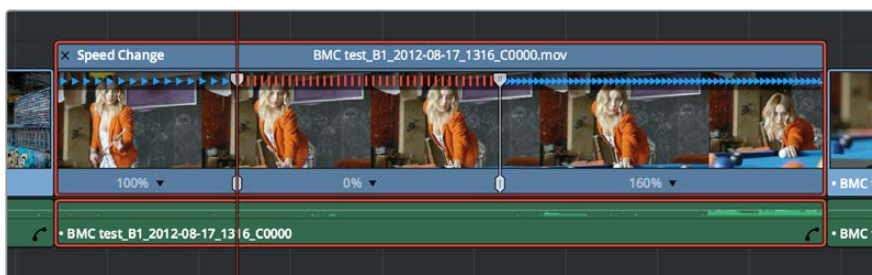 × Speed Change BMC test_B1_2012-08-17_1316_C0000.mov
100% ▼ 0% ▼ 160% ▼
• BMC
• BMC test_B1_2012-08-17_1316_C0000
• BMC